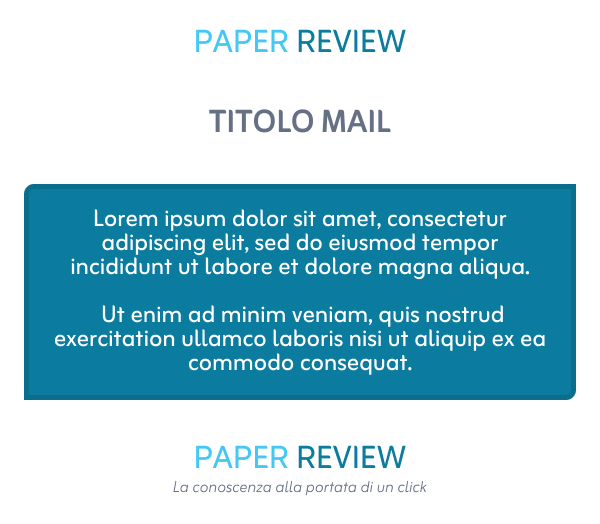 PAPER REVIEW
TITOLO MAIL
Lorem ipsum dolor sit amet, consectetur
adipiscing elit, sed do eiusmod tempor
incididunt ut labore et dolore magna aliqua.
Ut enim ad minim veniam, quis nostrud
exercitation ullamco laboris nisi ut aliquip ex ea
commodo consequat.
PAPER REVIEW
La conoscenza alla portata di un click